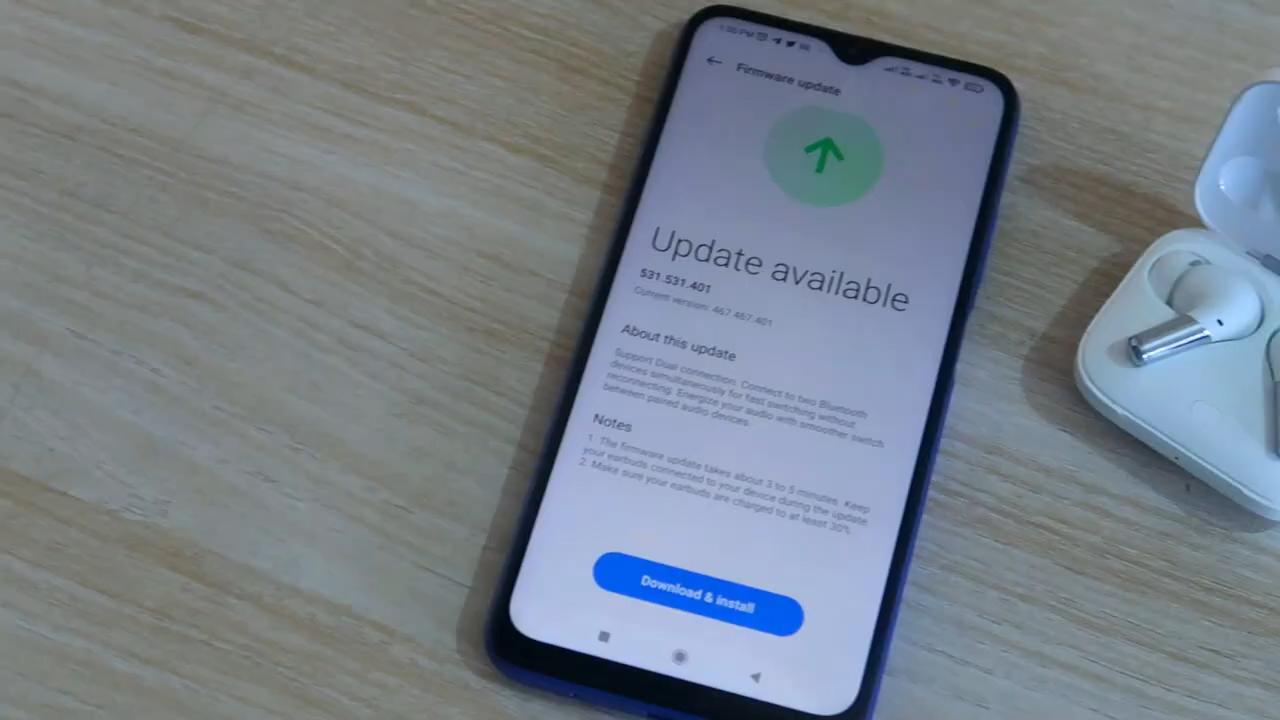 1:00 PM
Firmware update
Update available
531.531.401
Current version: 467.467.401
About this update
Support Dual connection. Connect to two Bluetooth
devices simultaneously for fast switching without
reconnecting. Energize your audio with smoother switch
between paired audio devices.
Notes
1. The firmware update takes about 3 to 5 minutes. Keep
your earbuds connected to your device during the update.
2. Make sure your earbuds are charged to at least 30%.
Download & install